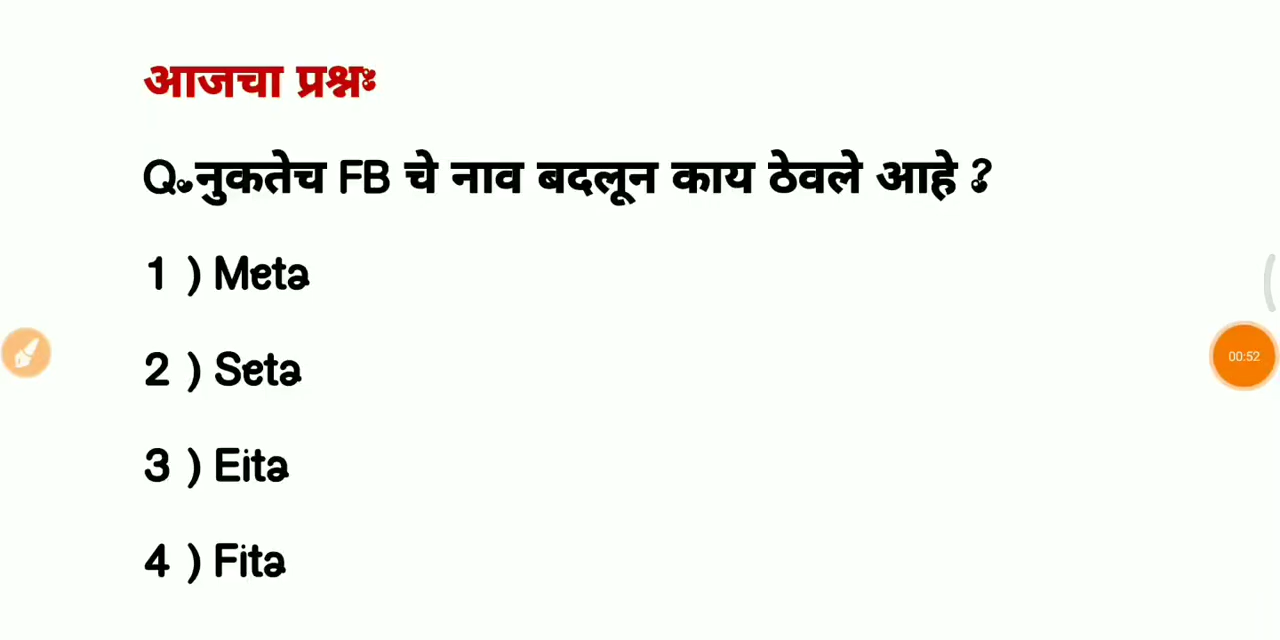 आजचा प्रश्नः
Q.नुकतेच FB चे नाव बदलून काय ठेवले आहे ?
1 ) Meta
2 ) Seta
3 ) Eita
4 ) Fita
00:52